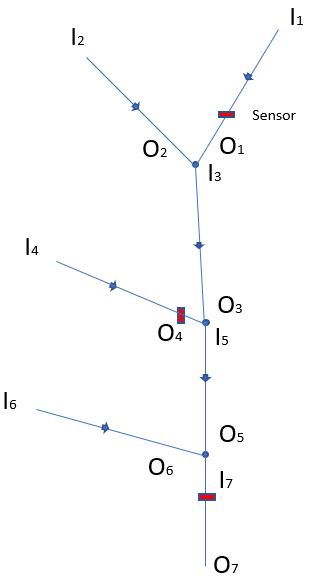 I₁
I₂
Sensor
O₂
O₁
I₃
I₄
O₃
O₄
I₅
I₆
O₅
O₆
I₇
O₇